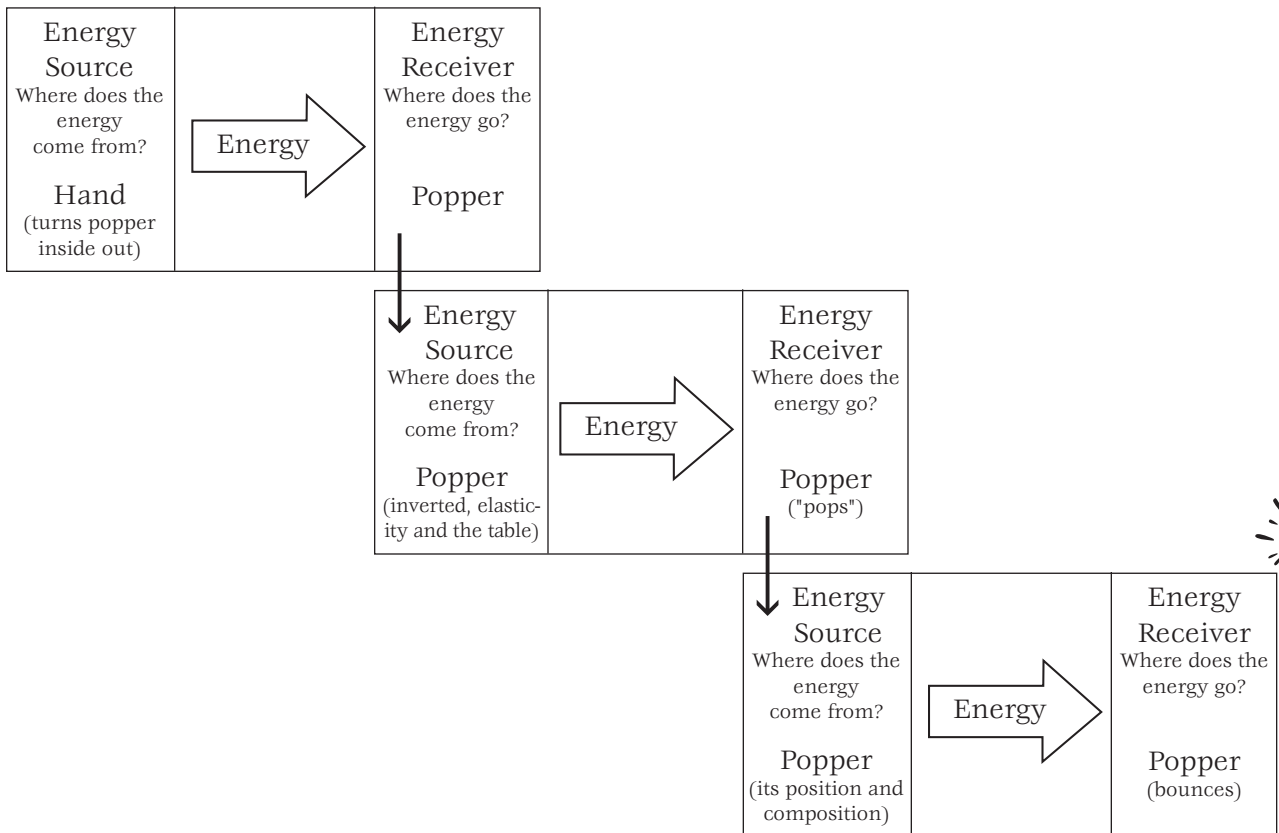 Energy
Source
Where does the
energy
come from?
Hand
(turns popper
inside out)
Energy
Energy
Receiver
Where does the
energy go?
Popper
Energy
Source
Where does the
energy
come from?
Popper
(inverted, elastic-
ity and the table)
Energy
Energy
Receiver
Where does the
energy go?
Popper
("pops")
Energy
Source
Where does the
energy
come from?
Popper
(its position and
composition)
Energy
Energy
Receiver
Where does the
energy go?
Popper
(bounces)